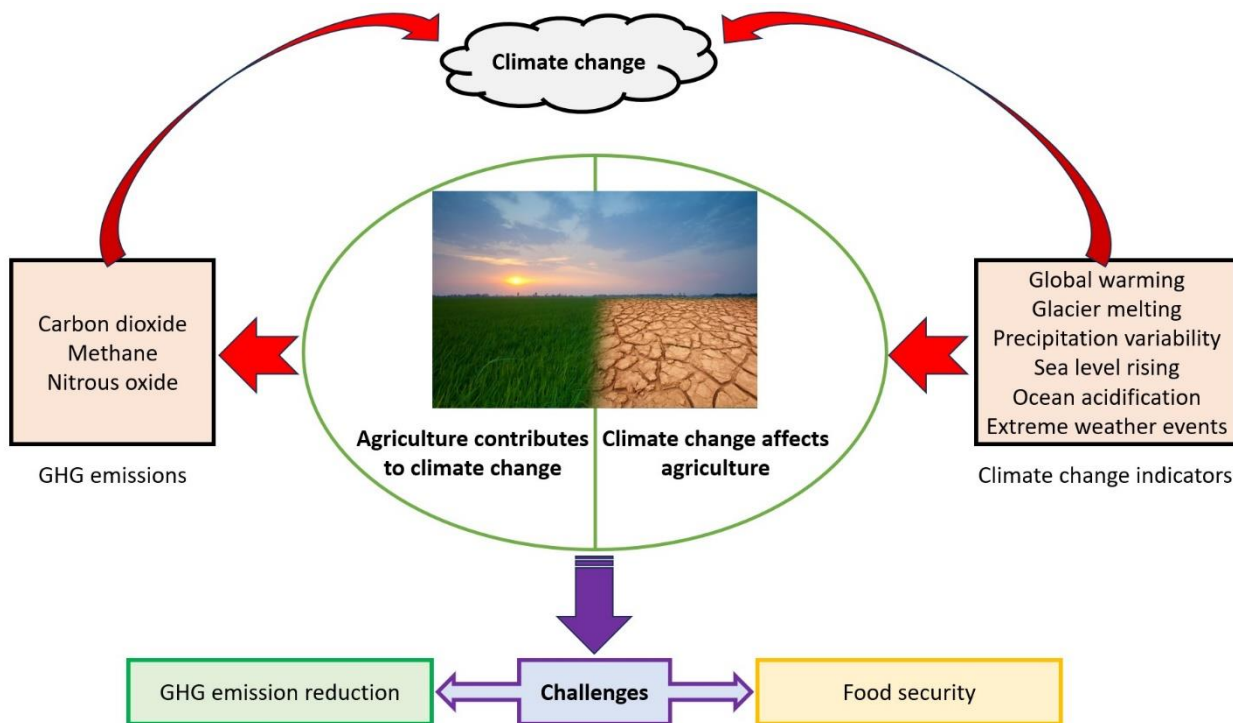 Climate change
Carbon dioxide
Methane
Nitrous oxide
GHG emissions
Agriculture contributes
to climate change
Climate change affects
agriculture
Global warming
Glacier melting
Precipitation variability
Sea level rising
Ocean acidification
Extreme weather events
Climate change indicators
GHG emission reduction
Challenges
Food security